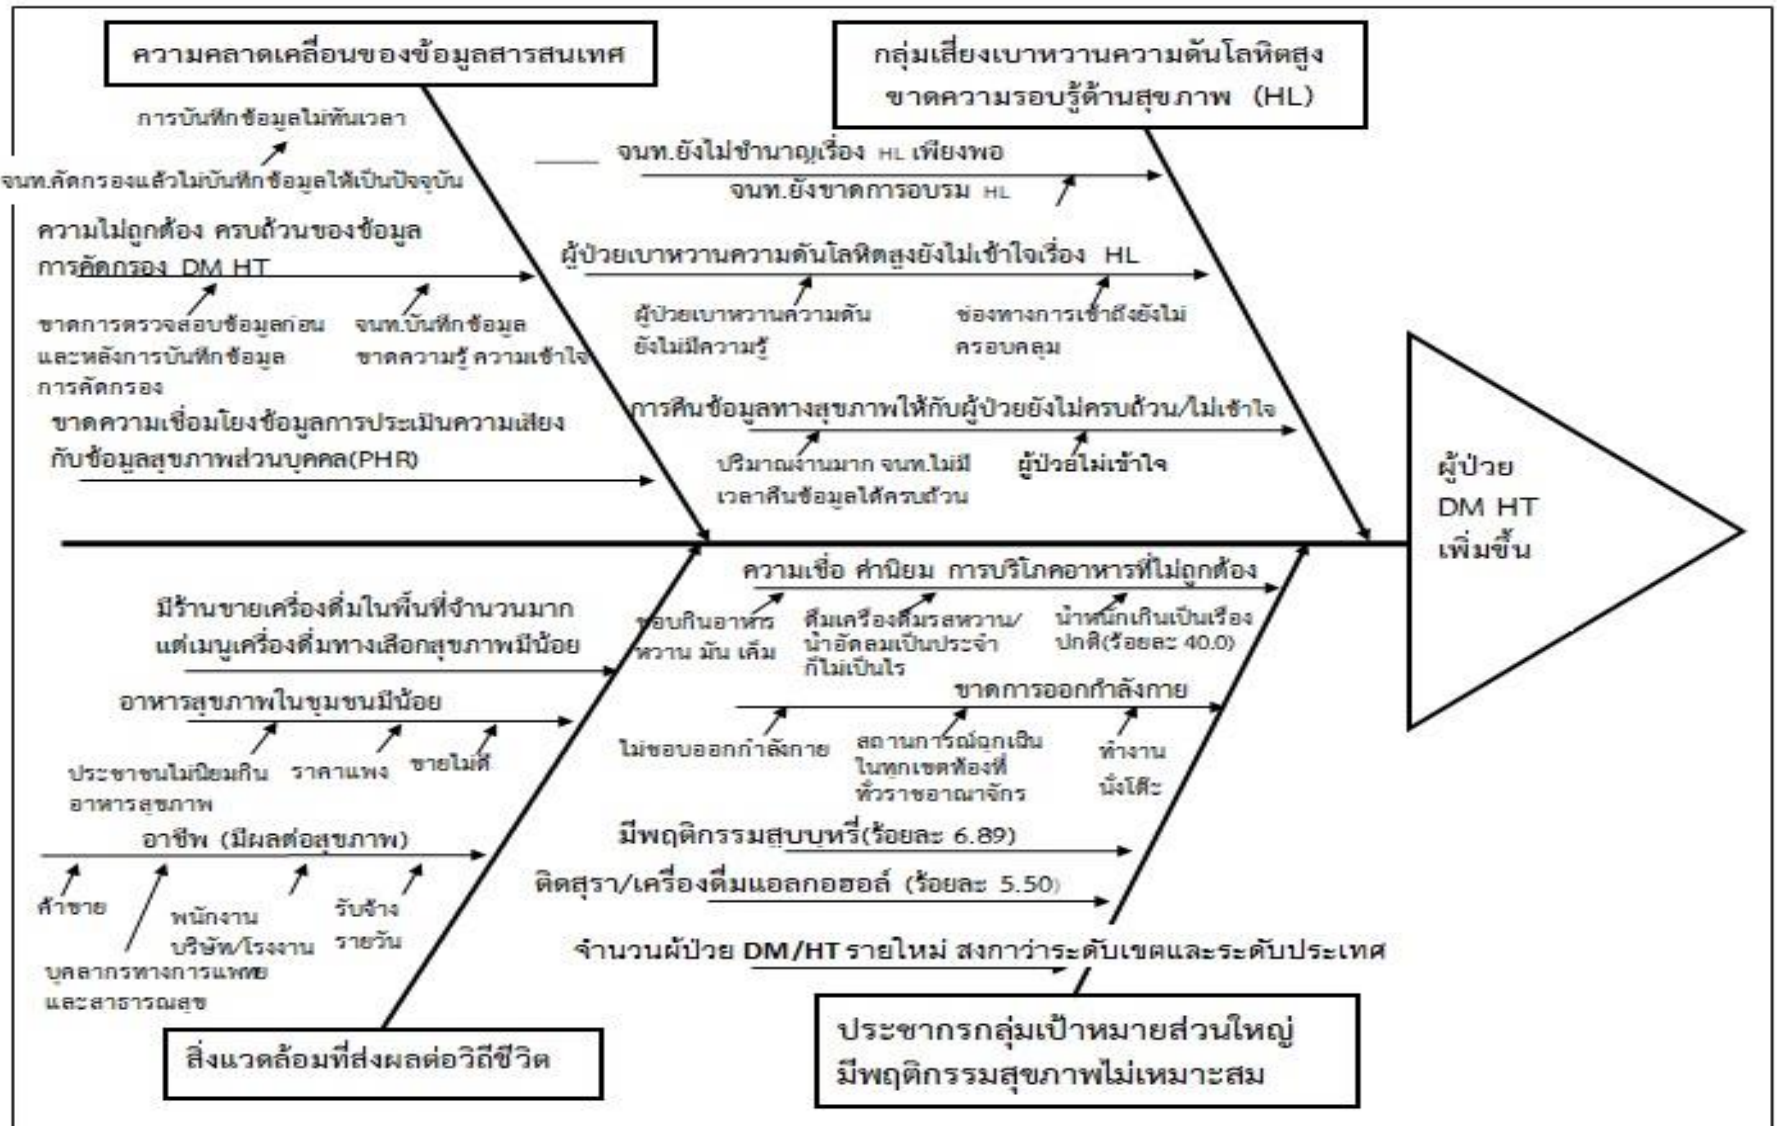 ความคลาดเคลื่อนของข้อมูลสารสนเทศ
การบันทึกข้อมูลไม่ทันเวลา
จนท.คัดกรองแล้วไม่บันทึกข้อมูลให้เป็นปัจจุบัน
ความไม่ถูกต้อง ครบถ้วนของข้อมูล
การคัดกรอง DM HT
ขาดการตรวจสอบข้อมูลก่อน
และหลังการบันทึกข้อมูล
การคัดกรอง
จนท.บันทึกข้อมูล
ขาดความรู้ ความเข้าใจ
ขาดความเชื่อมโยงข้อมูลการประเมินความเสี่ยง
กับข้อมูลสุขภาพส่วนบุคคล(PHR)
กลุ่มเสี่ยงเบาหวานความดันโลหิตสูง
ขาดความรอบรู้ด้านสุขภาพ (HL)
จนท.ยังไม่ชำนาญเรื่อง HL เพียงพอ
จนท.ยังขาดการอบรม HL
ผู้ป่วยเบาหวานความดันโลหิตสูงยังไม่เข้าใจเรื่อง HL
ผู้ป่วยเบาหวานความดัน
ยังไม่มีความรู้
ช่องทางการเข้าถึงยังไม่
ครอบคลุม
การคืนข้อมูลทางสุขภาพให้กับผู้ป่วยยังไม่ครบถ้วน/ไม่เข้าใจ
ปริมาณงานมาก จนท.ไม่มี
เวลาคืนข้อมูลได้ครบถ้วน
ผู้ป่วยไม่เข้าใจ
ผู้ป่วย
DM HT
เพิ่มขึ้น
มีร้านขายเครื่องดื่มในพื้นที่จำนวนมาก
แต่เมนูเครื่องดื่มทางเลือกสุขภาพมีน้อย
อาหารสุขภาพในชุมชนมีน้อย
ประชาชนไม่นิยมกิน
อาหารสุขภาพ
ราคาแพง
ขายไม่ดี
อาชีพ (มีผลต่อสุขภาพ)
ค้าขาย
บุคลากรทางการแพทย์
และสาธารณสุข
พนักงาน
บริษัท/โรงงาน
รับจ้าง
รายวัน
สิ่งแวดล้อมที่ส่งผลต่อวิถีชีวิต
ความเชื่อ ค่านิยม การบริโภคอาหารที่ไม่ถูกต้อง
ชอบกินอาหาร
หวาน มัน เค็ม
ดื่มเครื่องดื่มรสหวาน/
น้ำอัดลมเป็นประจำ
ก็ไม่เป็นไร
น้ำหนักเกินเป็นเรื่อง
ปกติ(ร้อยละ 40.0)
ขาดการออกกำลังกาย
ไม่ชอบออกกำลังกาย
สถานการณ์ฉุกเฉิน
ในทุกเขตท้องที่
ทั่วราชอาณาจักร
ทำงาน
นั่งโต๊ะ
มีพฤติกรรมสูบบุหรี่(ร้อยละ 6.89)
ติดสุรา/เครื่องดื่มแอลกอฮอล์ (ร้อยละ 5.50)
จำนวนผู้ป่วย DM/HT รายใหม่ สูงกว่าระดับเขตและระดับประเทศ
ประชากรกลุ่มเป้าหมายส่วนใหญ่
มีพฤติกรรมสุขภาพไม่เหมาะสม